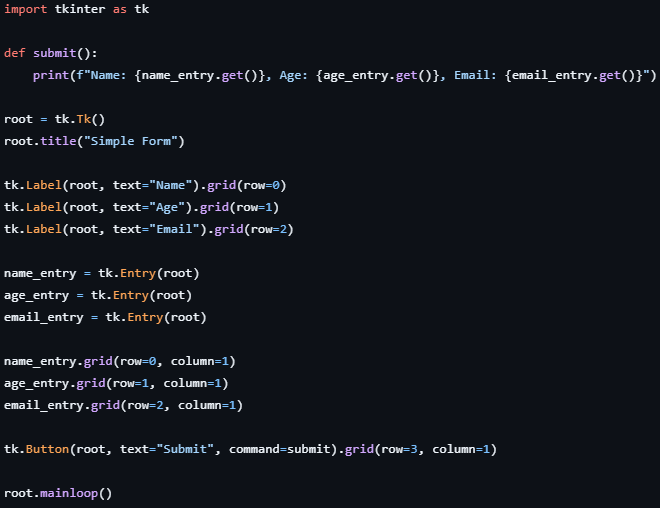 import tkinter as tk
def submit():
    print(f"Name: {name_entry.get()}, Age: {age_entry.get()}, Email: {email_entry.get()}")
root = tk.Tk()
root.title("Simple Form")
tk.Label(root, text="Name").grid(row=0)
tk.Label(root, text="Age").grid(row=1)
tk.Label(root, text="Email").grid(row=2)
name_entry = tk.Entry(root)
age_entry = tk.Entry(root)
email_entry = tk.Entry(root)
name_entry.grid(row=0, column=1)
age_entry.grid(row=1, column=1)
email_entry.grid(row=2, column=1)
tk.Button(root, text="Submit", command=submit).grid(row=3, column=1)
root.mainloop()